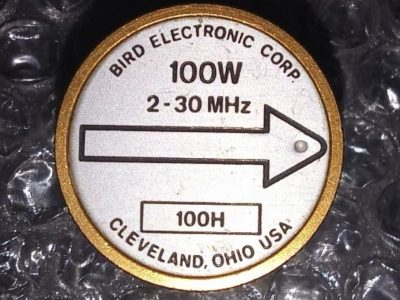 BIRD ELECTRONIC CORP.
100W
2-30 MHz
100H
CLEVELAND, OHIO USA